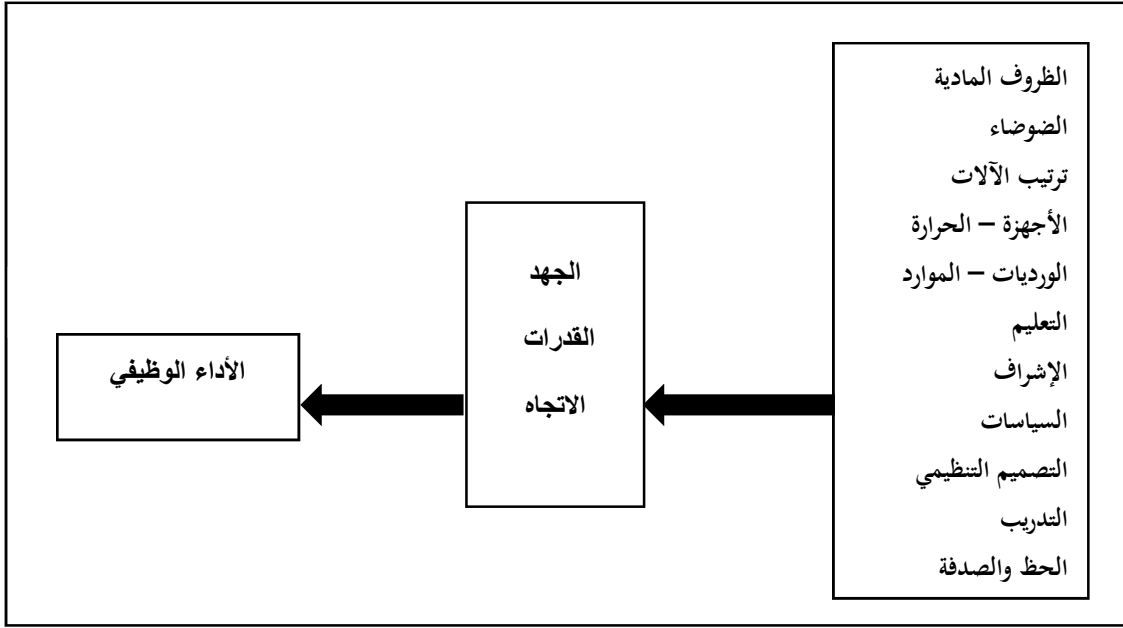 الظروف المادية
الضوضاء
ترتيب الآلات
الأجهزة – الحرارة
الورديات – الموارد
التعليم
الإشراف
السياسات
التصميم التنظيمي
التدريب
الحظ والصدفة
الجهد
القدرات
الاتجاه
الأداء الوظيفي